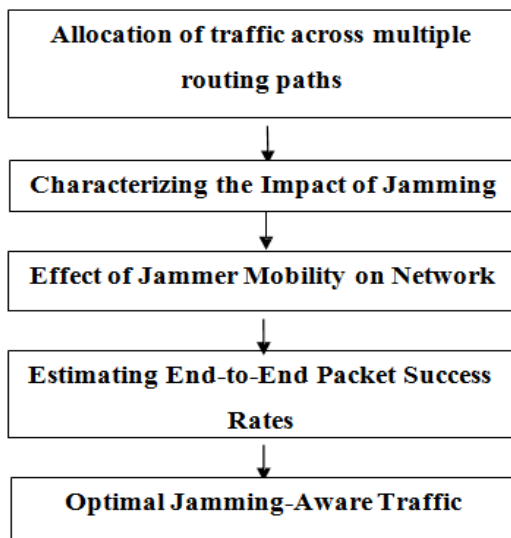 Allocation of traffic across multiple
routing paths
Characterizing the Impact of Jamming
Effect of Jammer Mobility on Network
Estimating End-to-End Packet Success
Rates
Optimal Jamming-Aware Traffic